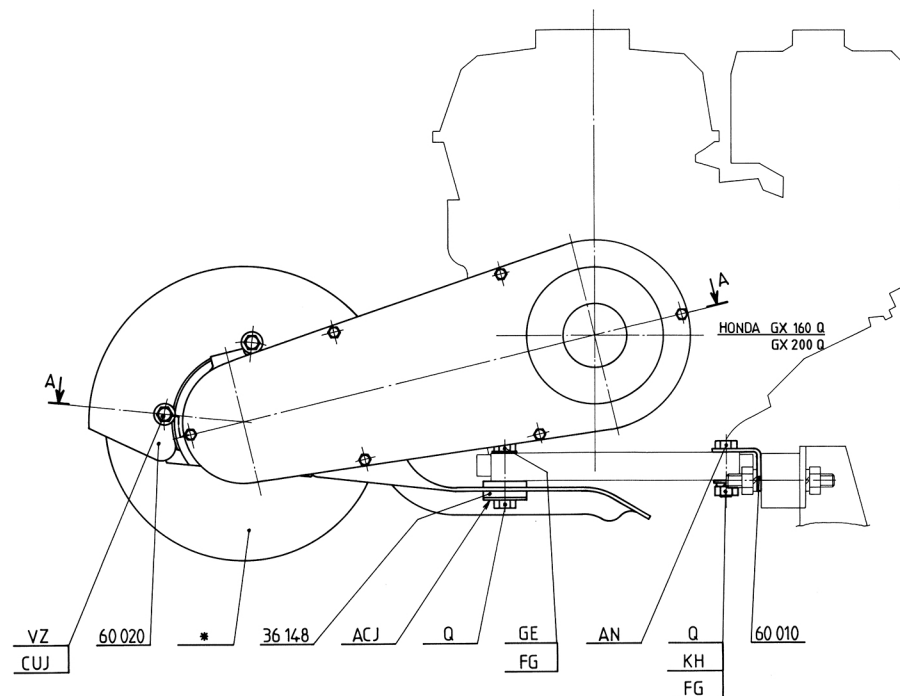 A
HONDA GX 160 Q
GX 200 Q
A
VZ
CUJ
60 020
*
36 148
ACJ
Q
GE
FG
AN
Q
KH
FG
60 010